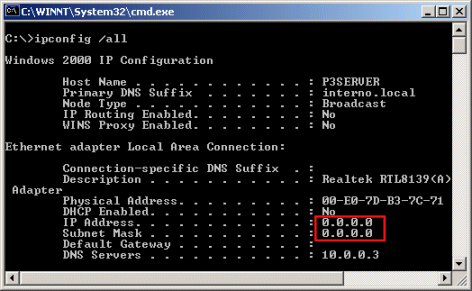 C:\WINNT\System32\cmd.exe
C:\>ipconfig /all
Windows 2000 IP Configuration
Host Name . . . . . . . . . . . . : P3SERVER
Primary DNS Suffix  . . . . . . . : interno.local
Node Type . . . . . . . . . . . . : Broadcast
IP Routing Enabled. . . . . . . . : No
WINS Proxy Enabled. . . . . . . . : No
Ethernet adapter Local Area Connection:
Connection-specific DNS Suffix  . :
Description . . . . . . . . . . . : Realtek RTL8139(A)
Adapter
Physical Address. . . . . . . . . : 00-E0-7D-B3-7C-71
DHCP Enabled. . . . . . . . . . . : No
IP Address. . . . . . . . . . . . : 0.0.0.0
Subnet Mask . . . . . . . . . . . : 0.0.0.0
Default Gateway . . . . . . . . . :
DNS Servers . . . . . . . . . . . : 10.0.0.3